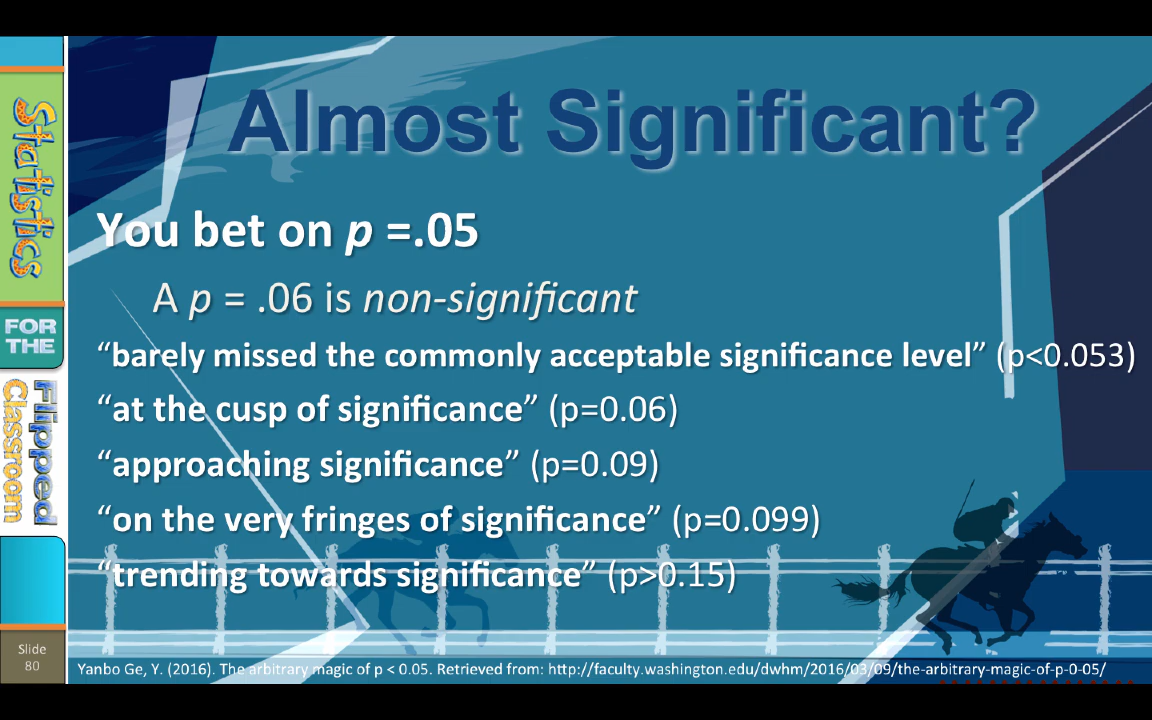 Statistics
FOR THE
Flipped Classroom
Slide
80
Almost Significant?
You bet on p =.05
A p = .06 is non-significant
“barely missed the commonly acceptable significance level” (p<0.053)
“at the cusp of significance” (p=0.06)
“approaching significance” (p=0.09)
“on the very fringes of significance” (p=0.099)
“trending towards significance” (p>0.15)
Yanbo Ge, Y. (2016). The arbitrary magic of p < 0.05. Retrieved from: http://faculty.washington.edu/dwhm/2016/03/09/the-arbitrary-magic-of-p-0-05/